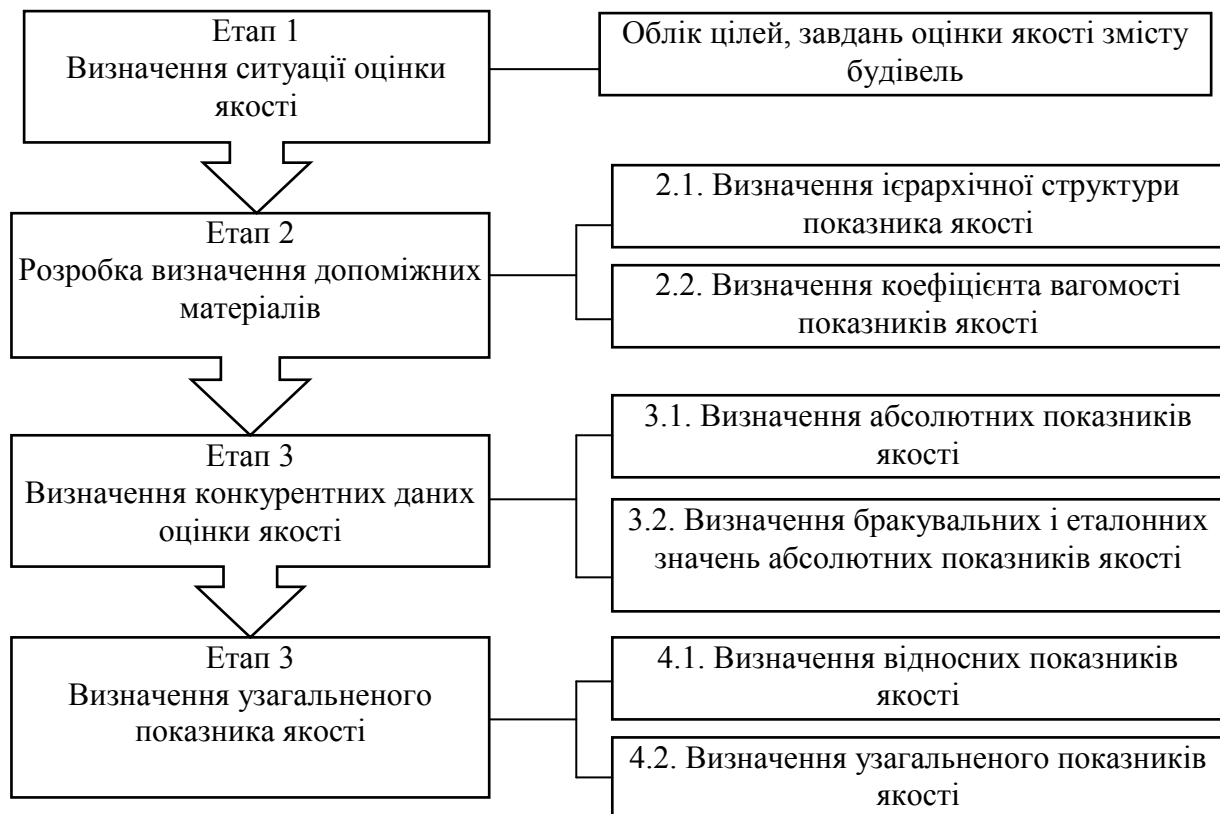 Етап 1
Визначення ситуації оцінки
якості
Облік цілей, завдань оцінки якості змісту
будівель
Етап 2
Розробка визначення допоміжних
матеріалів
2.1. Визначення ієрархічної структури
показника якості
2.2. Визначення коефіцієнта вагомості
показників якості
Етап 3
Визначення конкурентних даних
оцінки якості
3.1. Визначення абсолютних показників
якості
3.2. Визначення бракувальних і еталонних
значень абсолютних показників якості
Етап 3
Визначення узагальненого
показника якості
4.1. Визначення відносних показників
якості
4.2. Визначення узагальненого показників
якості